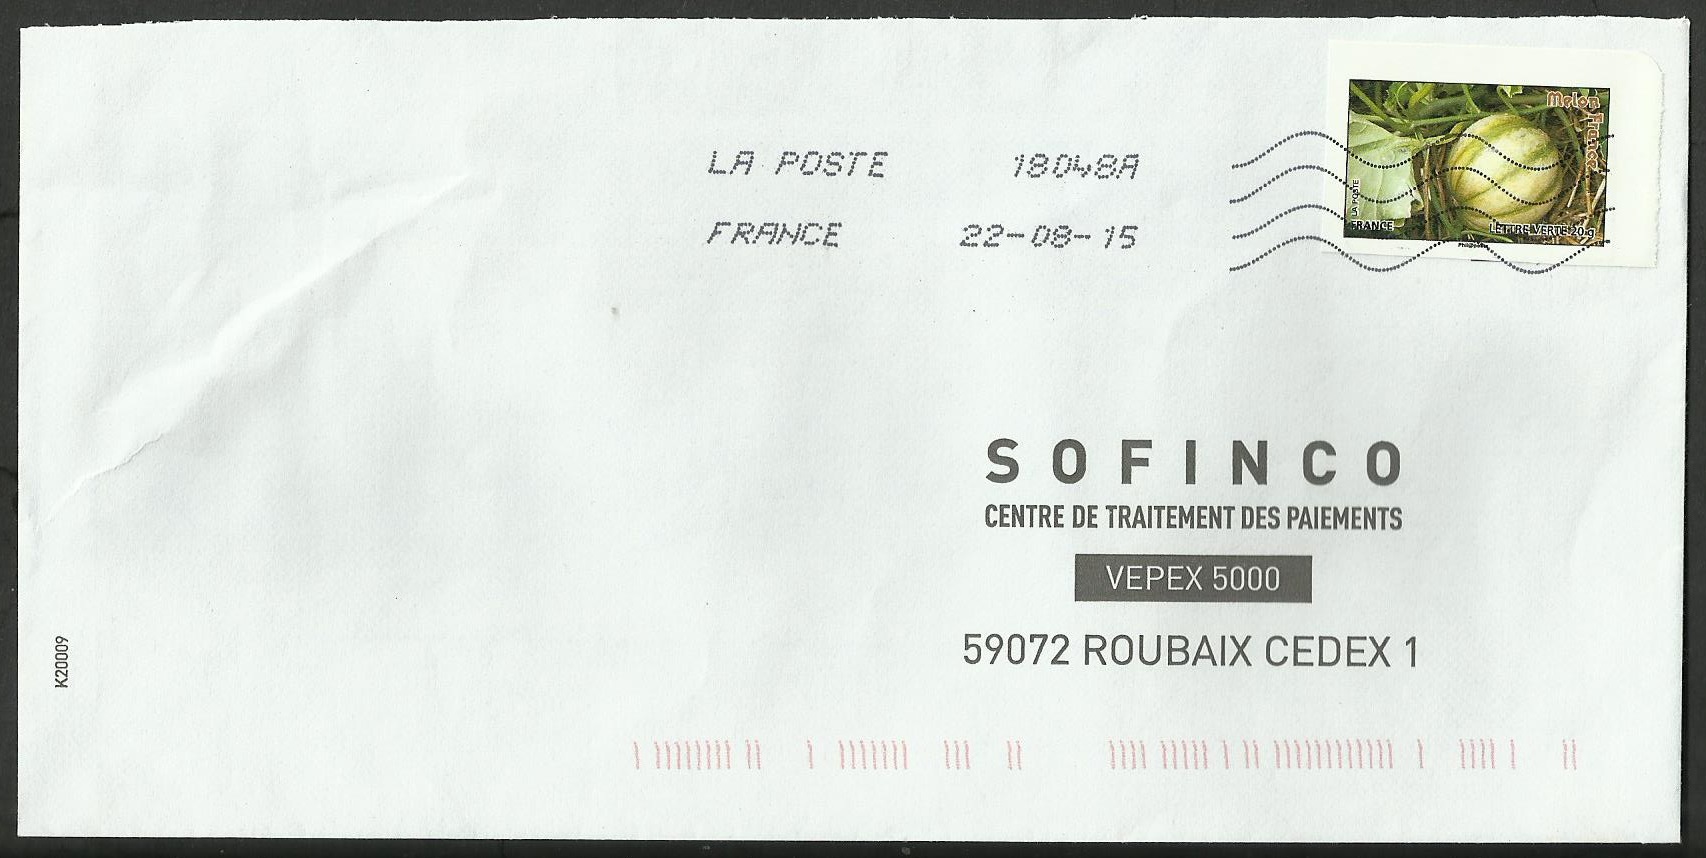 LA POSTE 18048A
FRANCE 22-08-15
Melon
France
LA POSTE
FRANCE
LETTRE VERTE 20 g
SOFINCO
CENTRE DE TRAITEMENT DES PAIEMENTS
VEPEX 5000
59072 ROUBAIX CEDEX 1
K20009